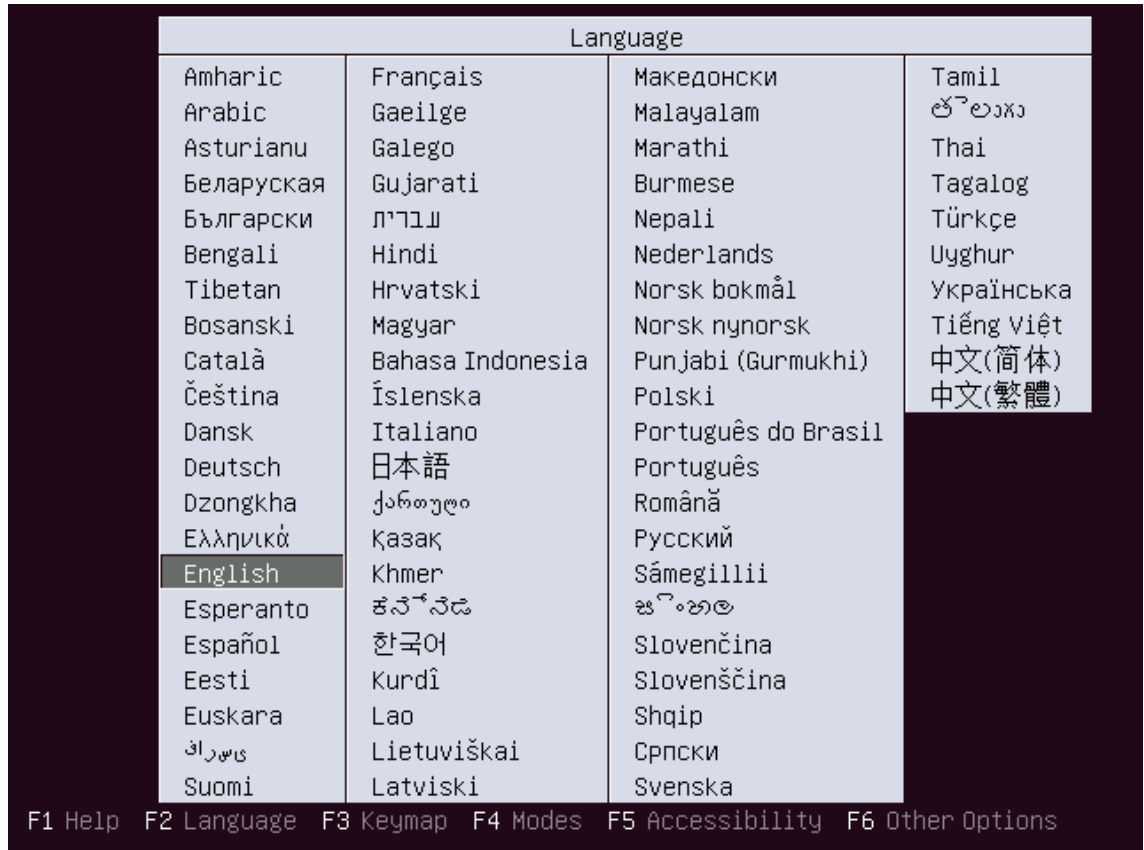 Language
Amharic
Arabic
Asturianu
Беларуская
Български
Bengali
Tibetan
Bosanski
Català
Čeština
Dansk
Deutsch
Dzongkha
Ελληνικά
English
Esperanto
Español
Eesti
Euskara
ﻯﺱﺭﺍﻑ
Suomi
Français
Gaeilge
Galego
Gujarati
עברית
Hindi
Hrvatski
Magyar
Bahasa Indonesia
Íslenska
Italiano
日本語
ქართული
Қазақ
Khmer
ಕನ್ನಡ
한국어
Kurdî
Lao
Lietuviškai
Latviski
Македонски
Malayalam
Marathi
Burmese
Nepali
Nederlands
Norsk bokmål
Norsk nynorsk
Punjabi (Gurmukhi)
Polski
Português do Brasil
Português
Română
Русский
Sámegillii
සිංහල
Slovenčina
Slovenščina
Shqip
Српски
Svenska
Tamil
తెలుగు
Thai
Tagalog
Türkçe
Uyghur
Українська
Tiếng Việt
中文(简体)
中文(繁體)
F1 Help F2 Language F3 Keymap F4 Modes F5 Accessibility F6 Other Options